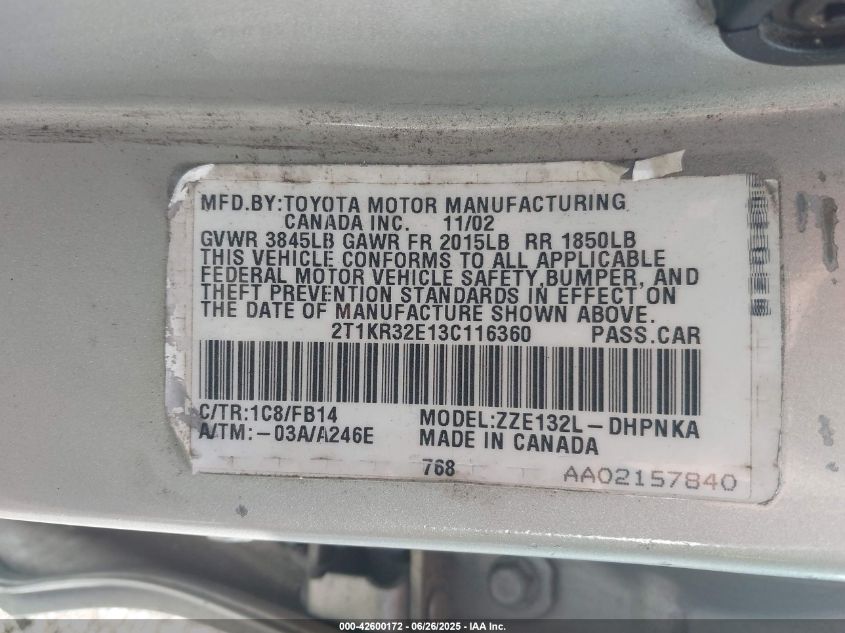 MFD.BY:TOYOTA MOTOR MANUFACTURING
CANADA INC. 11/02
GVWR 3845LB GAWR FR 2015LB RR 1850LB
THIS VEHICLE CONFORMS TO ALL APPLICABLE
FEDERAL MOTOR VEHICLE SAFETY,BUMPER, AND
THEFT PREVENTION STANDARDS IN EFFECT ON
THE DATE OF MANUFACTURE SHOWN ABOVE.
2T1KR32E13C116360 PASS.CAR
C/TR:1C8/FB14 MODEL:ZZE132L-DHPNKA
A/TM:-03A/A246E MADE IN CANADA
768 AA02157840
000-42600172 - 06/26/2025 - IAA Inc.